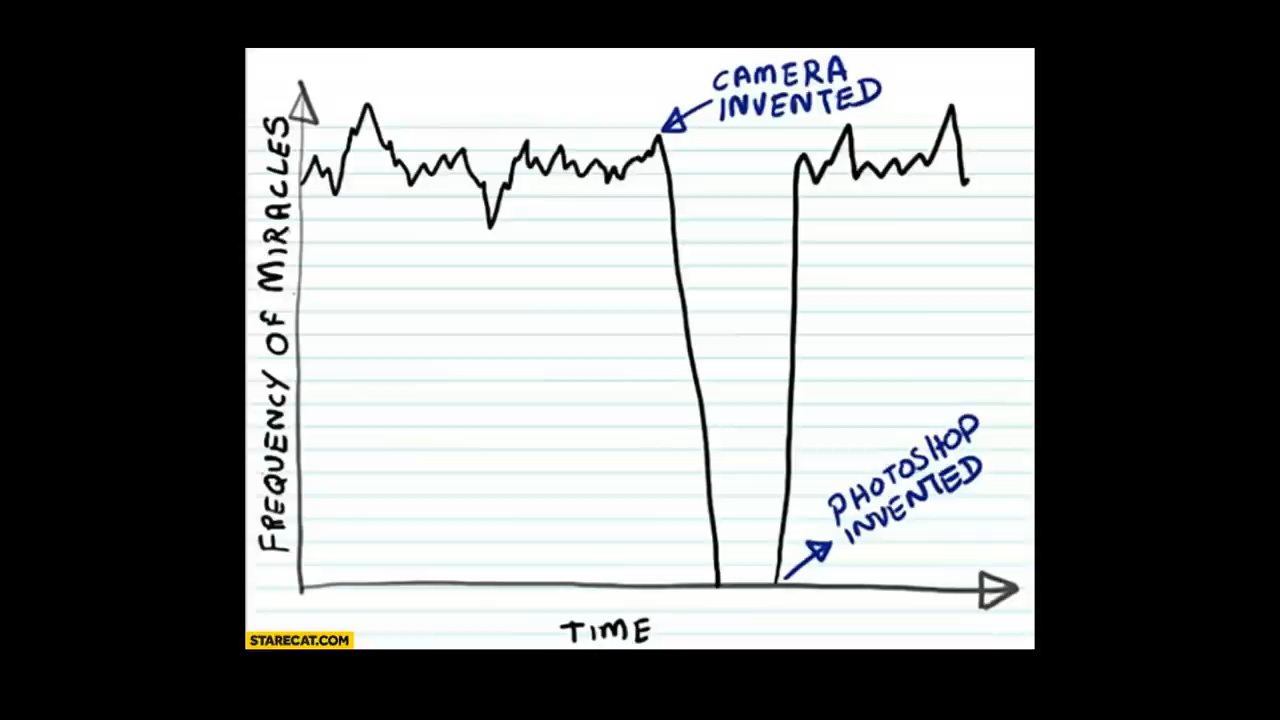 CAMERA
INVENTED
FREQUENCY OF MIRACLES
PHOTOSHOP
INVENTED
TIME
STARECAT.COM